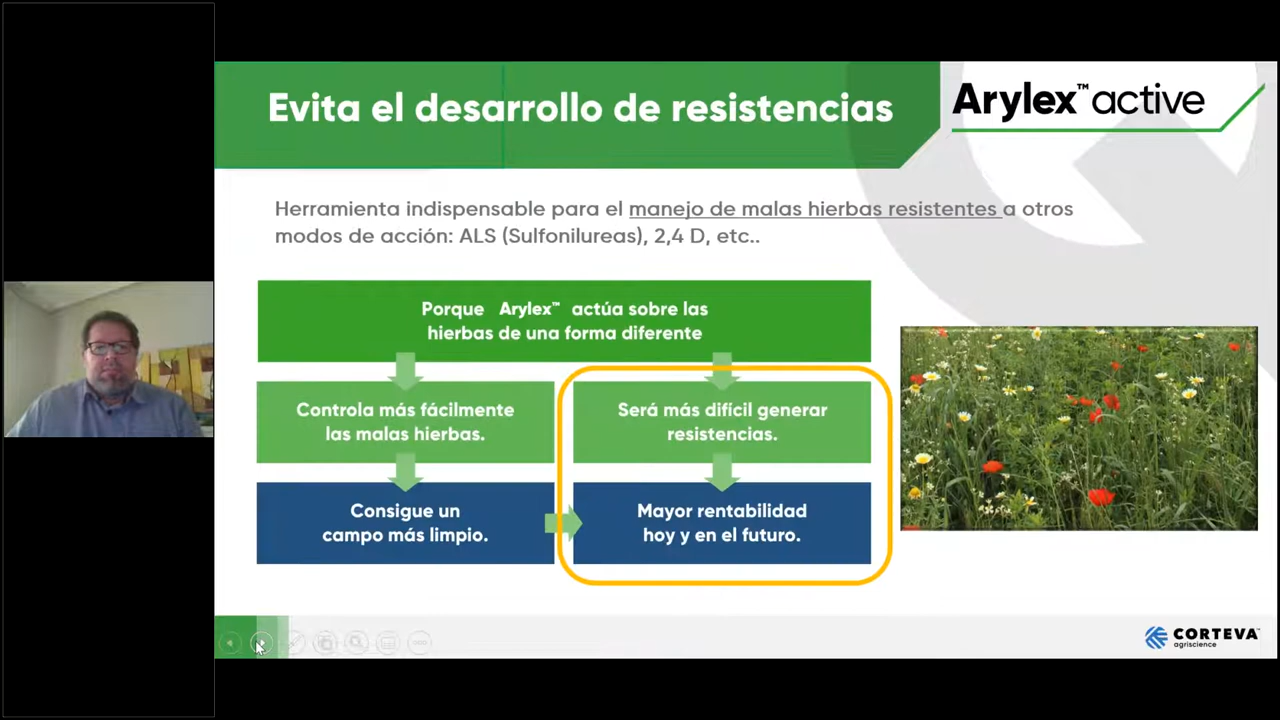 Evita el desarrollo de resistencias
Arylex™ active
Herramienta indispensable para el manejo de malas hierbas resistentes a otros
modos de acción: ALS (Sulfonilureas), 2,4 D, etc..
Porque Arylex™ actúa sobre las
hierbas de una forma diferente
Controla más fácilmente
las malas hierbas.
Será más difícil generar
resistencias.
Consigue un
campo más limpio.
Mayor rentabilidad
hoy y en el futuro.
CORTEVA™
agriscience